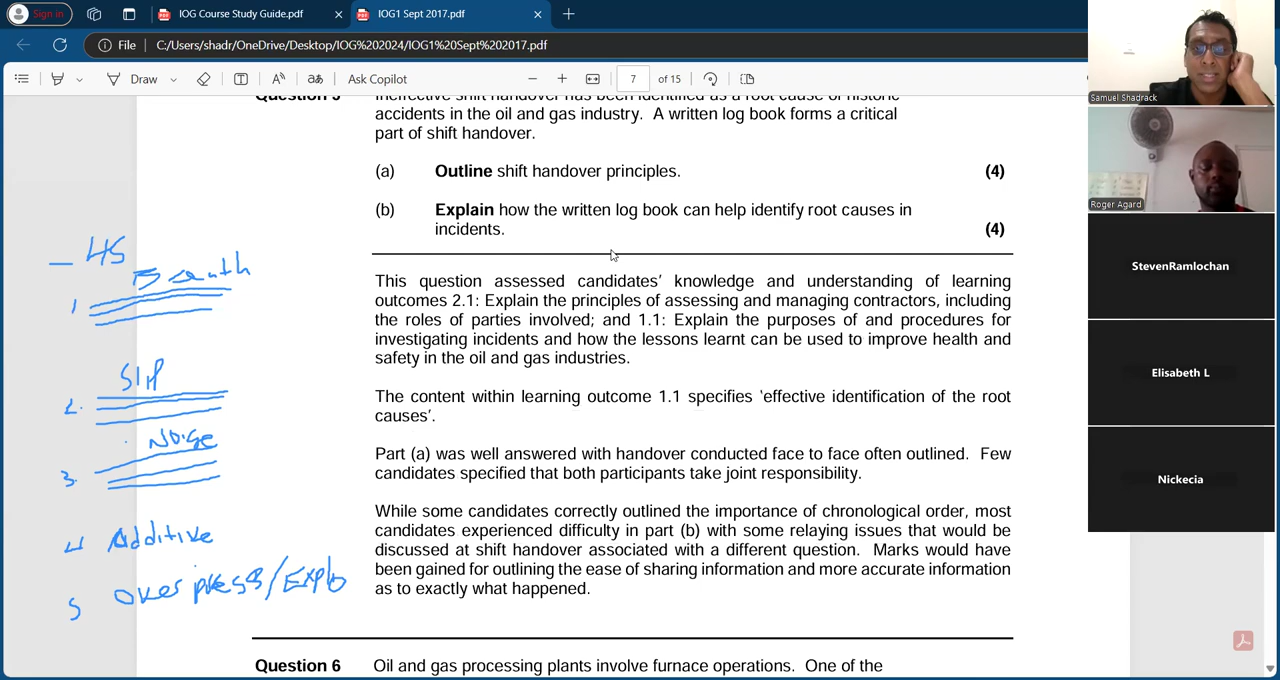 Sign in
IOG Course Study Guide.pdf
IOG1 Sept 2017.pdf
File
C:/Users/shadr/OneDrive/Desktop/IOG%202024/IOG1%20Sept%202017.pdf
Draw
aあ
Ask Copilot
7 of 15
Question 5
Ineffective shift handover has been identified as a root cause of historic
accidents in the oil and gas industry. A written log book forms a critical
part of shift handover.
(a) Outline shift handover principles. (4)
(b) Explain how the written log book can help identify root causes in
incidents. (4)
This question assessed candidates' knowledge and understanding of learning
outcomes 2.1: Explain the principles of assessing and managing contractors, including
the roles of parties involved; and 1.1: Explain the purposes of and procedures for
investigating incidents and how the lessons learnt can be used to improve health and
safety in the oil and gas industries.
The content within learning outcome 1.1 specifies 'effective identification of the root
causes'.
Part (a) was well answered with handover conducted face to face often outlined. Few
candidates specified that both participants take joint responsibility.
While some candidates correctly outlined the importance of chronological order, most
candidates experienced difficulty in part (b) with some relaying issues that would be
discussed at shift handover associated with a different question. Marks would have
been gained for outlining the ease of sharing information and more accurate information
as to exactly what happened.
Question 6
Oil and gas processing plants involve furnace operations. One of the
1
2.
Noise
3.
4 Additive
5 Over press/Explo
Samuel Shadrack
Roger Agard
StevenRamlochan
Elisabeth L
Nickecia